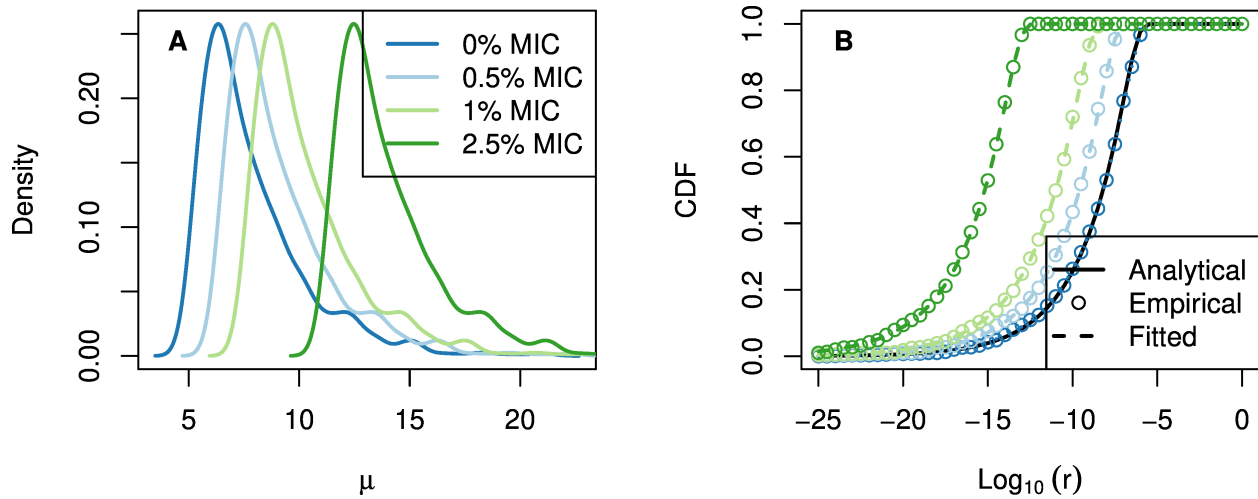 A
0% MIC
0.5% MIC
1% MIC
2.5% MIC
Density
0.00
0.10
0.20
5
10
15
20
μ
B
CDF
0.0
0.2
0.4
0.6
0.8
1.0
Analytical
Empirical
Fitted
−25
−20
−15
−10
−5
0
Log10 (r)